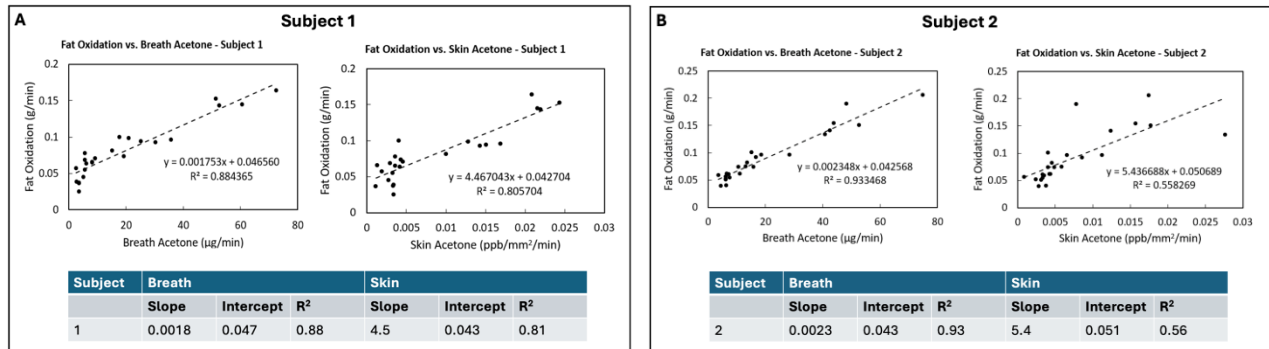 A
Subject 1
Fat Oxidation vs. Breath Acetone - Subject 1
Fat Oxidation (g/min)
0.2
0.15
0.1
0.05
0
y = 0.001753x + 0.046560
R² = 0.884365
0 20 40 60 80
Breath Acetone (µg/min)
Fat Oxidation vs. Skin Acetone - Subject 1
Fat Oxidation (g/min)
0.2
0.15
0.1
0.05
0
y = 4.467043x + 0.042704
R² = 0.805704
0 0.005 0.01 0.015 0.02 0.025 0.03
Skin Acetone (ppb/mm²/min)
Subject Breath Skin
Slope Intercept R² Slope Intercept R²
1 0.0018 0.047 0.88 4.5 0.043 0.81
B
Subject 2
Fat Oxidation vs. Breath Acetone - Subject 2
Fat Oxidation (g/min)
0.25
0.2
0.15
0.1
0.05
0
y = 0.002348x + 0.042568
R² = 0.933468
0 20 40 60 80
Breath Acetone (µg/min)
Fat Oxidation vs. Skin Acetone - Subject 2
Fat Oxidation (g/min)
0.25
0.2
0.15
0.1
0.05
0
y = 5.436688x + 0.050689
R² = 0.558269
0 0.005 0.01 0.015 0.02 0.025 0.03
Skin Acetone (ppb/mm²/min)
Subject Breath Skin
Slope Intercept R² Slope Intercept R²
2 0.0023 0.043 0.93 5.4 0.051 0.56